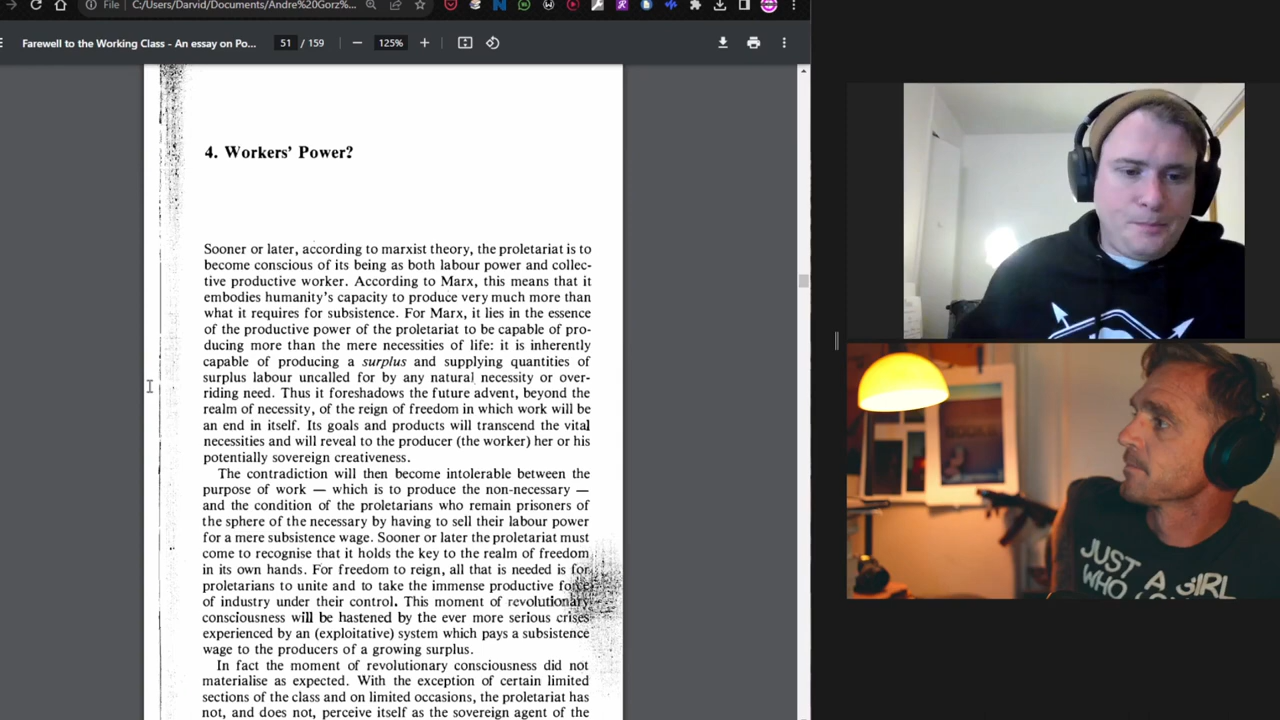 File
C:/Users/Darvid/Documents/Andre%20Gorz%...
Farewell to the Working Class - An essay on Po...
51 / 159
125%
4. Workers' Power?
Sooner or later, according to marxist theory, the proletariat is to
become conscious of its being as both labour power and collec-
tive productive worker. According to Marx, this means that it
embodies humanity's capacity to produce very much more than
what it requires for subsistence. For Marx, it lies in the essence
of the productive power of the proletariat to be capable of pro-
ducing more than the mere necessities of life: it is inherently
capable of producing a surplus and supplying quantities of
surplus labour uncalled for by any natural necessity or over-
riding need. Thus it foreshadows the future advent, beyond the
realm of necessity, of the reign of freedom in which work will be
an end in itself. Its goals and products will transcend the vital
necessities and will reveal to the producer (the worker) her or his
potentially sovereign creativeness.
The contradiction will then become intolerable between the
purpose of work — which is to produce the non-necessary —
and the condition of the proletarians who remain prisoners of
the sphere of the necessary by having to sell their labour power
for a mere subsistence wage. Sooner or later the proletariat must
come to recognise that it holds the key to the realm of freedom
in its own hands. For freedom to reign, all that is needed is for
proletarians to unite and to take the immense productive force
of industry under their control. This moment of revolutionary
consciousness will be hastened by the ever more serious crises
experienced by an (exploitative) system which pays a subsistence
wage to the producers of a growing surplus.
In fact the moment of revolutionary consciousness did not
materialise as expected. With the exception of certain limited
sections of the class and on limited occasions, the proletariat has
not, and does not, perceive itself as the sovereign agent of the
JUST A GIRL
WHO